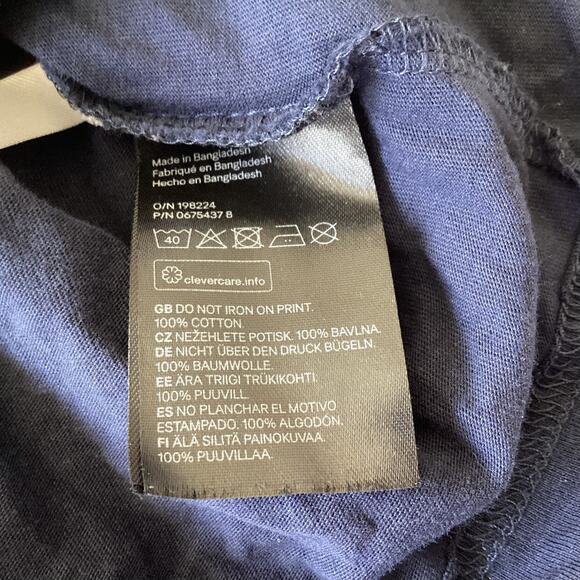 Made in Bangladesh
Fabriqué en Bangladesh
Hecho en Bangladesh
O/N 198224
P/N 0675437 8
40
clevercare.info
GB DO NOT IRON ON PRINT.
100% COTTON.
CZ NEŽEHLETE POTISK. 100% BAVLNA.
DE NICHT ÜBER DEN DRUCK BÜGELN.
100% BAUMWOLLE.
EE ÄRA TRIIGI TRÜKIKOHTI.
100% PUUVILL.
ES NO PLANCHAR EL MOTIVO
ESTAMPADO. 100% ALGODÓN.
FI ÄLÄ SILITÄ PAINOKUVAA.
100% PUUVILLAA.